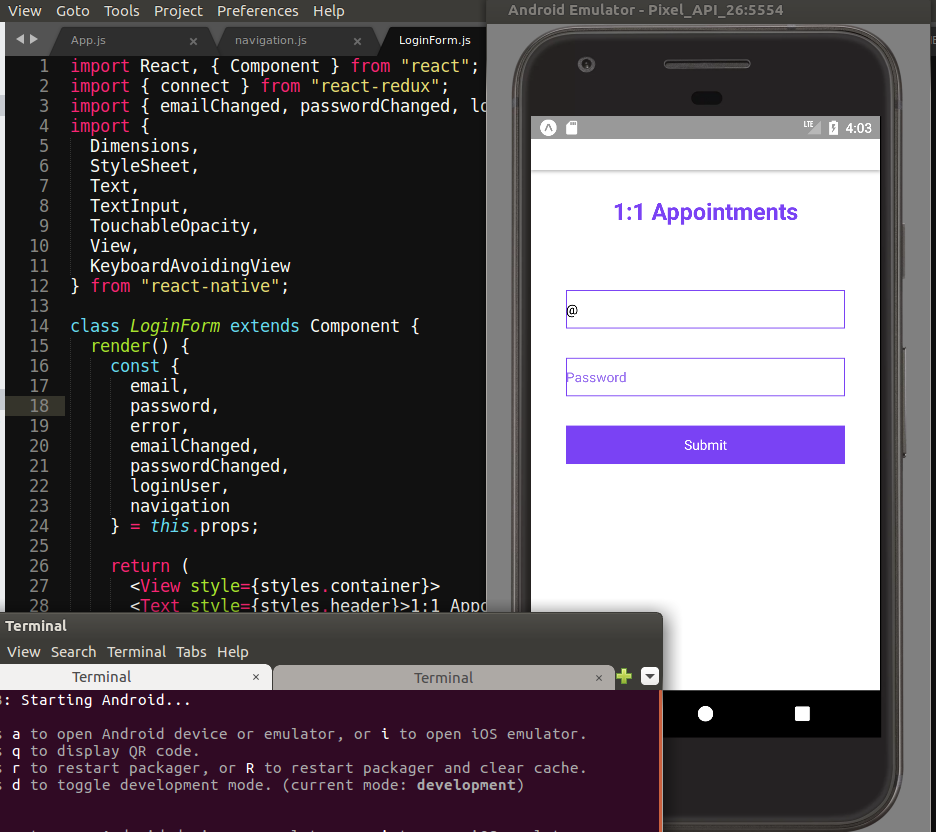 View Goto Tools Project Preferences Help
App.js × navigation.js × LoginForm.js
1 import React, { Component } from "react";
2 import { connect } from "react-redux";
3 import { emailChanged, passwordChanged, lo
4 import {
5 Dimensions,
6 StyleSheet,
7 Text,
8 TextInput,
9 TouchableOpacity,
10 View,
11 KeyboardAvoidingView
12 } from "react-native";
13
14 class LoginForm extends Component {
15 render() {
16 const {
17 email,
18 password,
19 error,
20 emailChanged,
21 passwordChanged,
22 loginUser,
23 navigation
24 } = this.props;
25
26 return (
27 <View style={styles.container}>
28 <Text style={styles.header}>1:1 Appo
Android Emulator - Pixel_API_26:5554
LTE 4:03
1:1 Appointments
@
Password
Submit
Terminal
View Search Terminal Tabs Help
Terminal × Terminal ×
: Starting Android...
a to open Android device or emulator, or i to open iOS emulator.
q to display QR code.
r to restart packager, or R to restart packager and clear cache.
d to toggle development mode. (current mode: development)